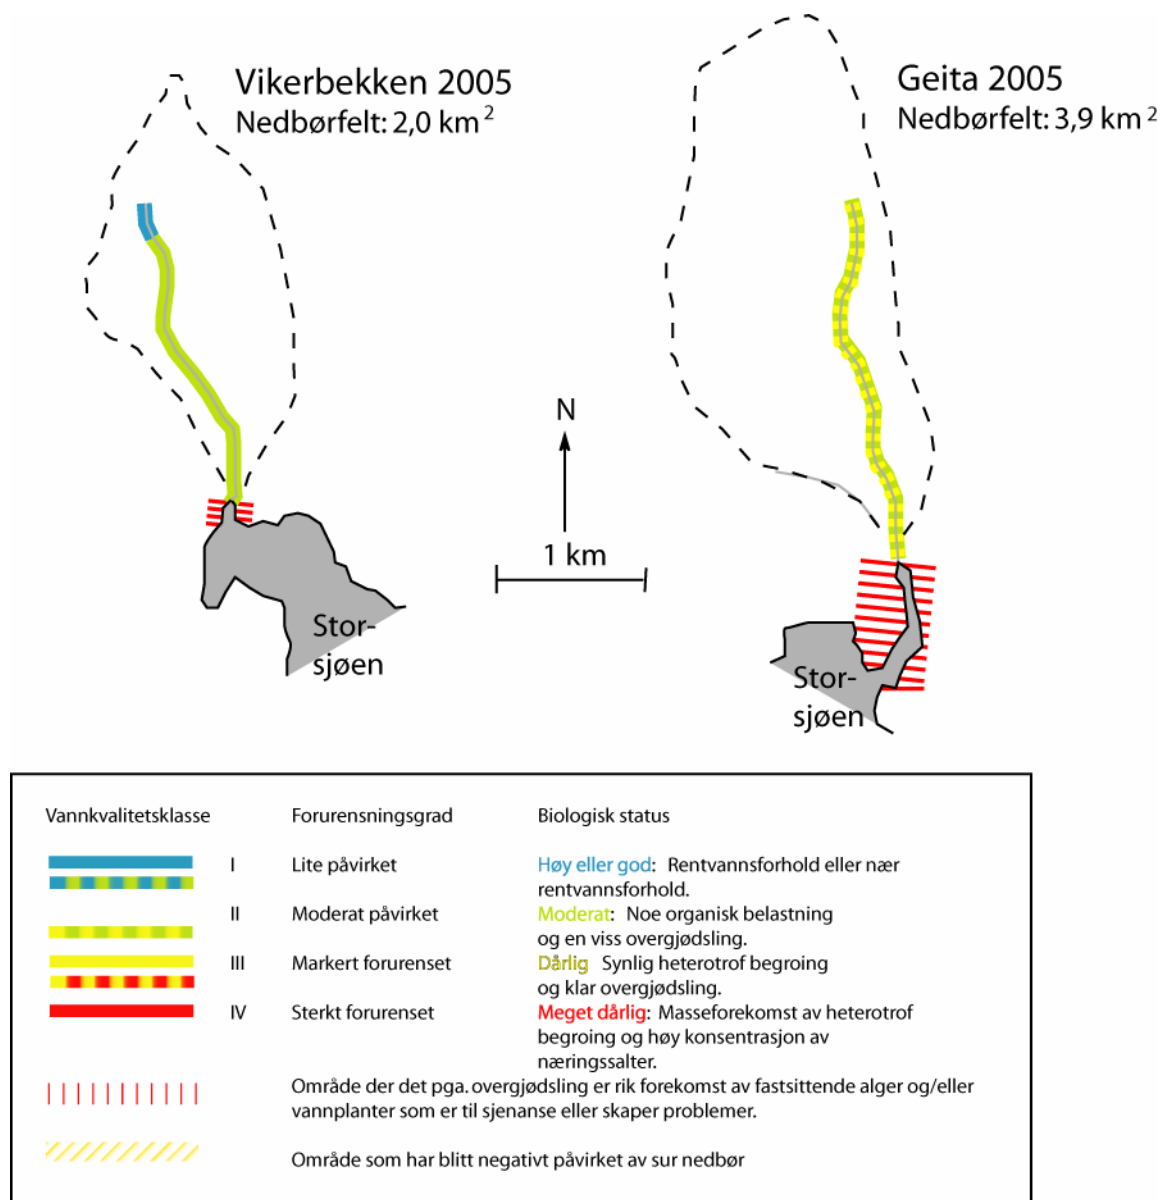 Vikerbekken 2005
Nedbørfelt: 2,0 km 2
Geita 2005
Nedbørfelt: 3,9 km 2
N
1 km
Stor-
sjøen
Stor-
sjøen
Vannkvalitetsklasse Forurensningsgrad Biologisk status
I Lite påvirket Høy eller god: Rentvannsforhold eller nær
rentvannsforhold.
II Moderat påvirket Moderat: Noe organisk belastning
og en viss overgjødsling.
III Markert forurenset Dårlig Synlig heterotrof begroing
og klar overgjødsling.
IV Sterkt forurenset Meget dårlig: Masseforekomst av heterotrof
begroing og høy konsentrasjon av
næringssalter.
Område der det pga. overgjødsling er rik forekomst av fastsittende alger og/eller
vannplanter som er til sjenanse eller skaper problemer.
Område som har blitt negativt påvirket av sur nedbør